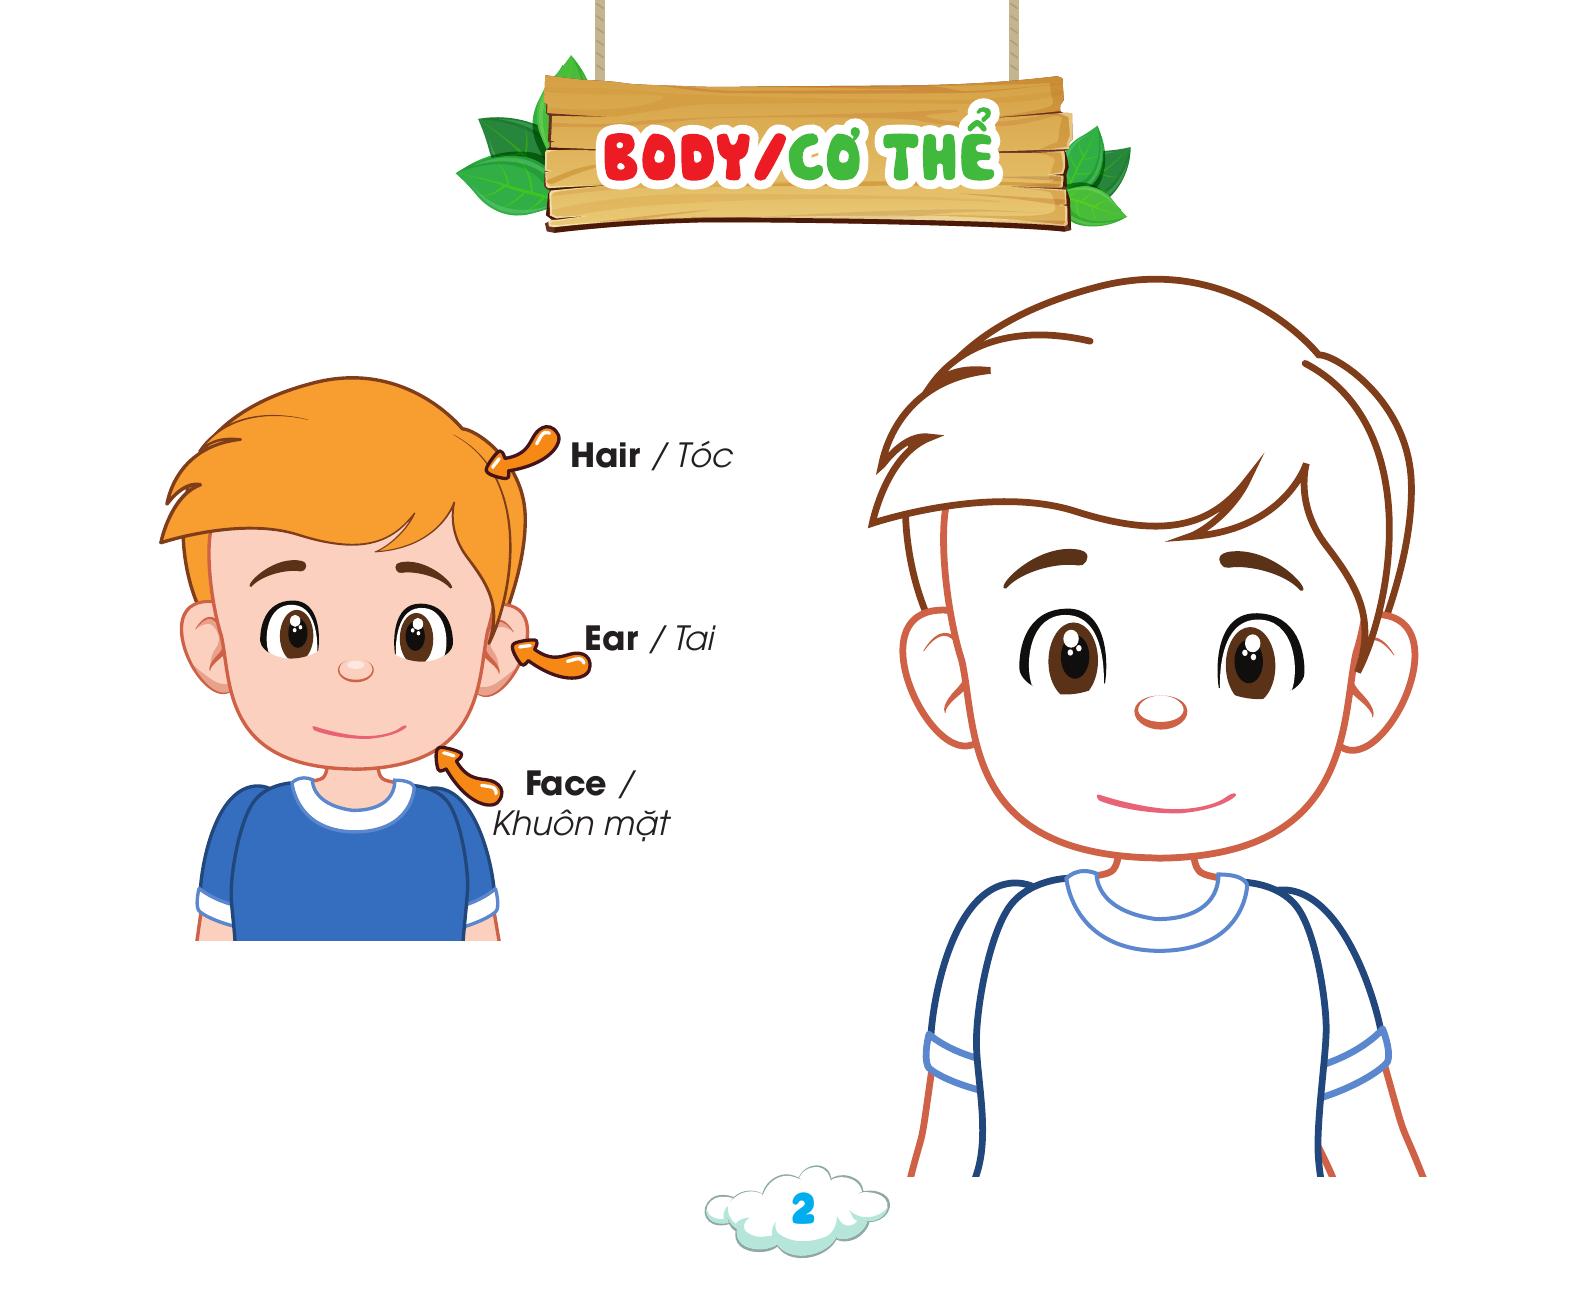 BODY/CƠ THỂ
Hair / Tóc
Ear / Tai
Face /
Khuôn mặt
2